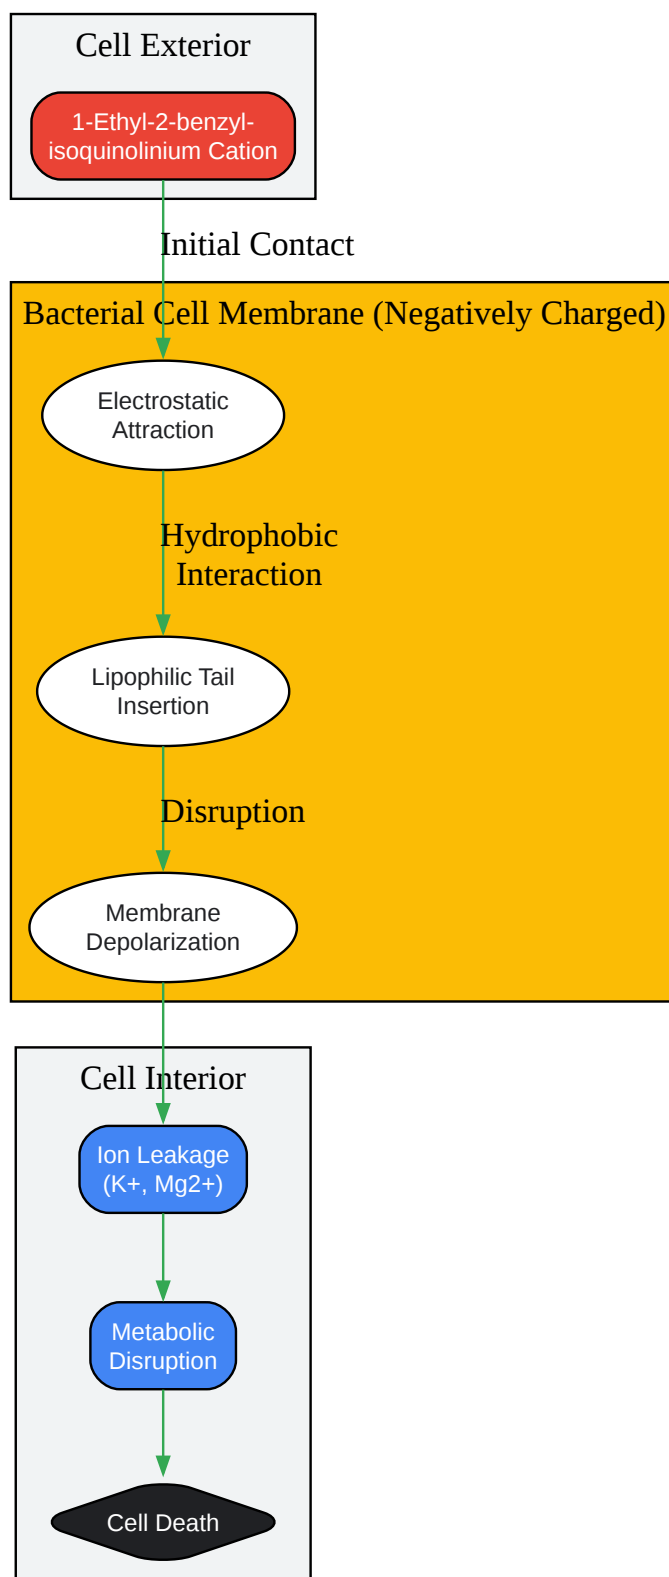 Cell Exterior
1-Ethyl-2-benzyl-
isoquinolinium Cation
Initial Contact
Bacterial Cell Membrane (Negatively Charged)
Electrostatic
Attraction
Hydrophobic
Interaction
Lipophilic Tail
Insertion
Disruption
Membrane
Depolarization
Cell Interior
Ion Leakage
(K+, Mg2+)
Metabolic
Disruption
Cell Death